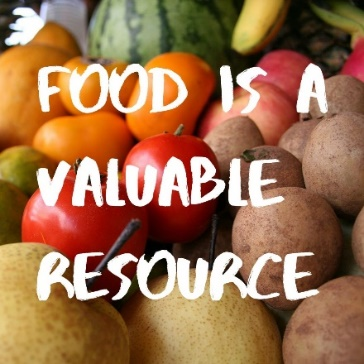 FOOD IS A
VALUABLE
RESOURCE